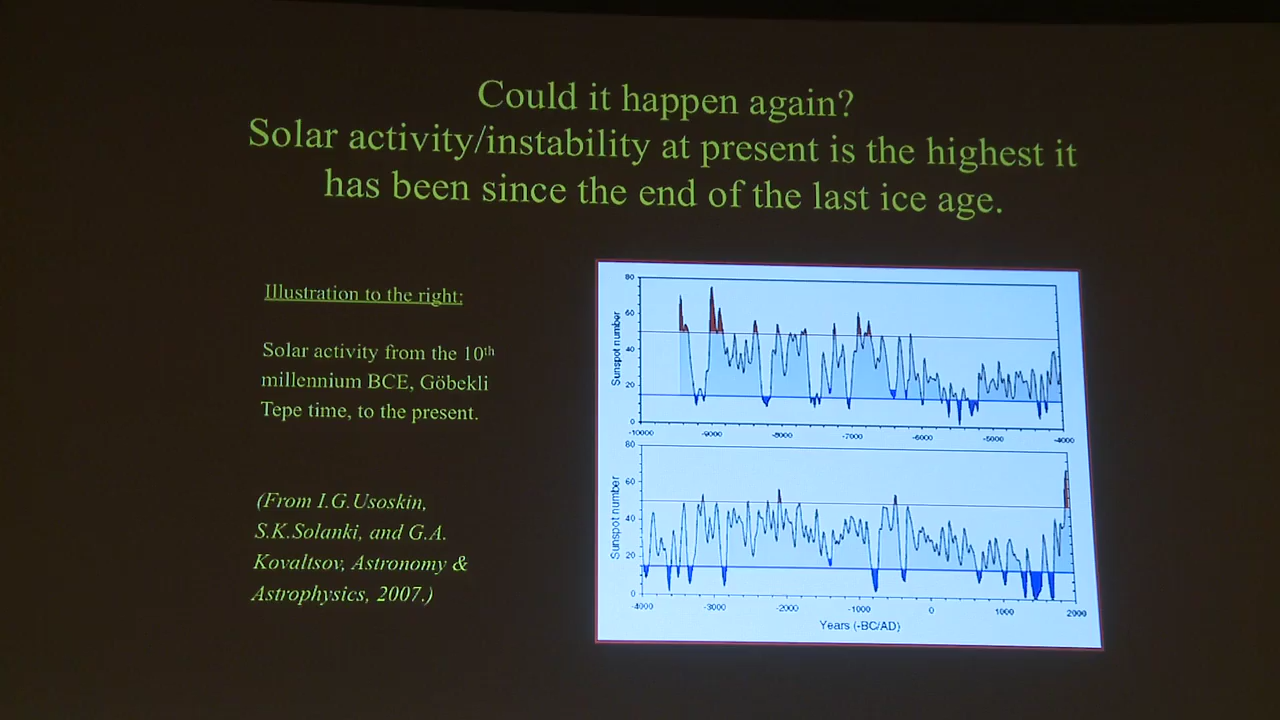 Could it happen again?
Solar activity/instability at present is the highest it
has been since the end of the last ice age.
Illustration to the right:
Solar activity from the 10th
millennium BCE, Göbekli
Tepe time, to the present.
(From I.G.Usoskin,
S.K.Solanki, and G.A.
Kovaltsov, Astronomy &
Astrophysics, 2007.)
80
60
40
20
0
Sunspot number
-10000 -9000 -8000 -7000 -6000 -5000 -4000
80
60
40
20
0
Sunspot number
-4000 -3000 -2000 -1000 0 1000 2000
Years (-BC/AD)